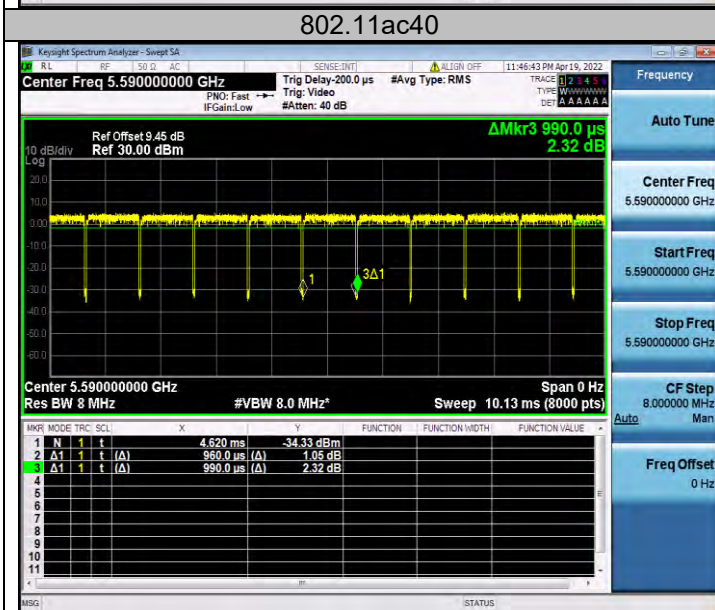 802.11ac40
Keysight Spectrum Analyzer - Swept SA
RL RF 50 Ω AC SENSE:INT ALIGN OFF 11:46:43 PM Apr 19, 2022
Center Freq 5.590000000 GHz
PNO: Fast
IFGain:Low
Trig Delay-200.0 µs
Trig: Video
#Atten: 40 dB
#Avg Type: RMS
TRACE 1 2 3 4 5 6
TYPE WWWWWW
DET A A A A A A
Frequency
Auto Tune
Center Freq
5.590000000 GHz
Start Freq
5.590000000 GHz
Stop Freq
5.590000000 GHz
CF Step
8.000000 MHz
Auto Man
Freq Offset
0 Hz
Ref Offset 9.45 dB
10 dB/div Ref 30.00 dBm
Log
ΔMkr3 990.0 µs
2.32 dB
20.0
10.0
0.00
-10.0
-20.0
-30.0
-40.0
-50.0
-60.0
1
3Δ1
Center 5.590000000 GHz Span 0 Hz
Res BW 8 MHz #VBW 8.0 MHz* Sweep 10.13 ms (8000 pts)
MKR MODE TRC SCL X Y FUNCTION FUNCTION WIDTH FUNCTION VALUE
1 N 1 t 4.620 ms -34.33 dBm
2 Δ1 1 t (Δ) 960.0 µs (Δ) 1.05 dB
3 Δ1 1 t (Δ) 990.0 µs (Δ) 2.32 dB
4
5
6
7
8
9
10
11
MSG STATUS